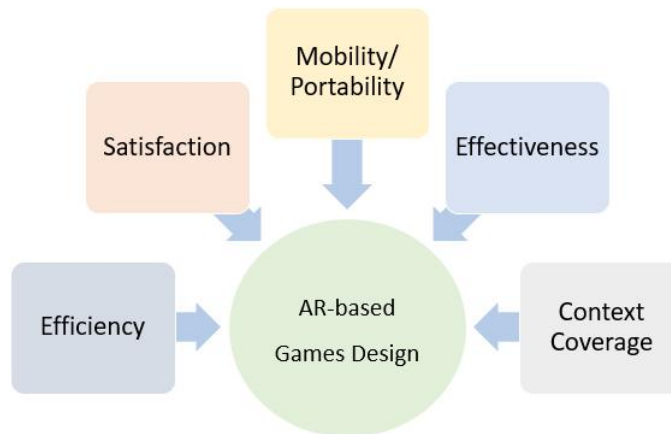 Mobility/
Portability
Satisfaction
Effectiveness
Efficiency
AR-based
Games Design
Context
Coverage